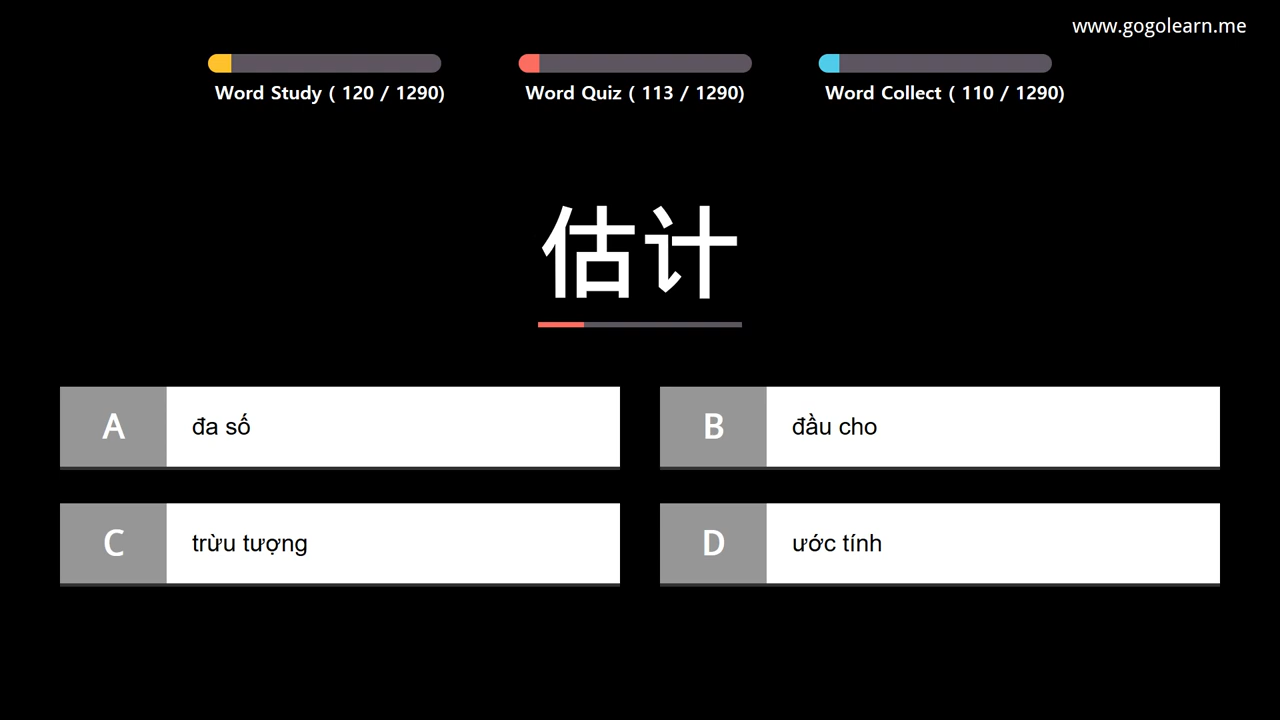 www.gogolearn.me
Word Study ( 120 / 1290)
Word Quiz ( 113 / 1290)
Word Collect ( 110 / 1290)
估计
A
đa số
B
đầu cho
C
trừu tượng
D
ước tính